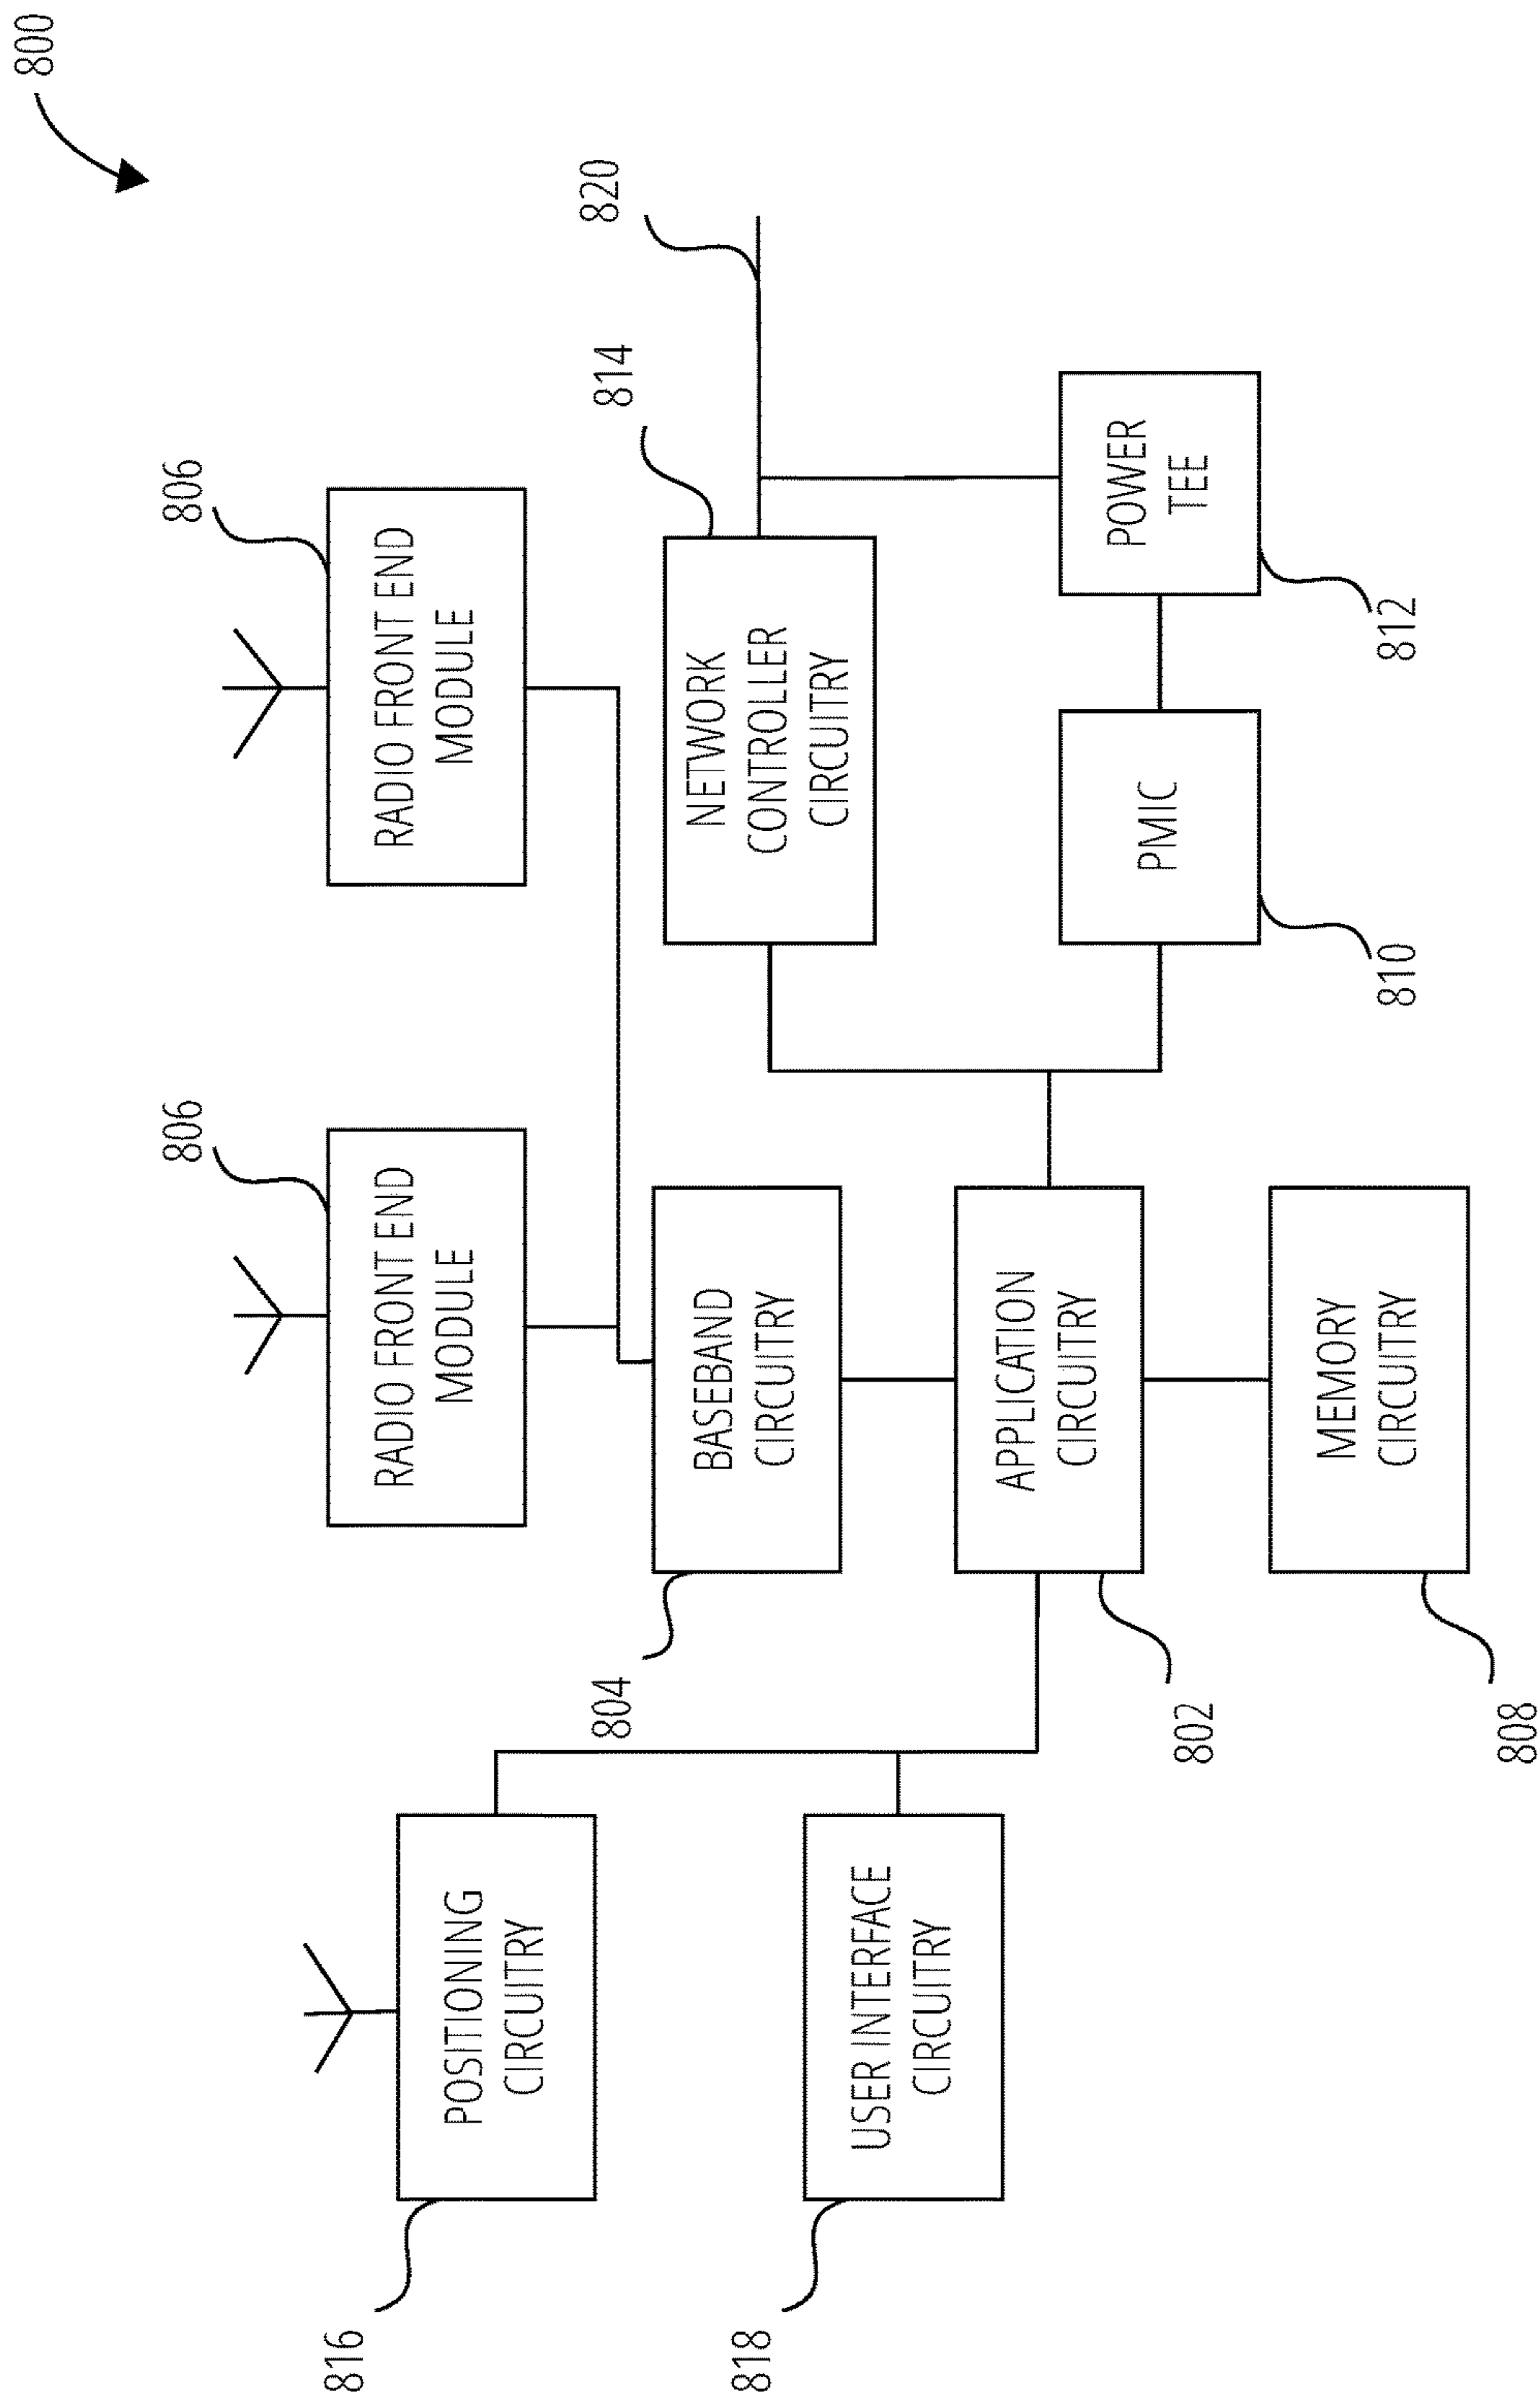 800
806
806
RADIO FRONT END
MODULE
RADIO FRONT END
MODULE
816
POSITIONING
CIRCUITRY
804
BASEBAND
CIRCUITRY
814
NETWORK
CONTROLLER
CIRCUITRY
820
818
USER INTERFACE
CIRCUITRY
802
APPLICATION
CIRCUITRY
810
PMIC
812
POWER
TEE
808
MEMORY
CIRCUITRY